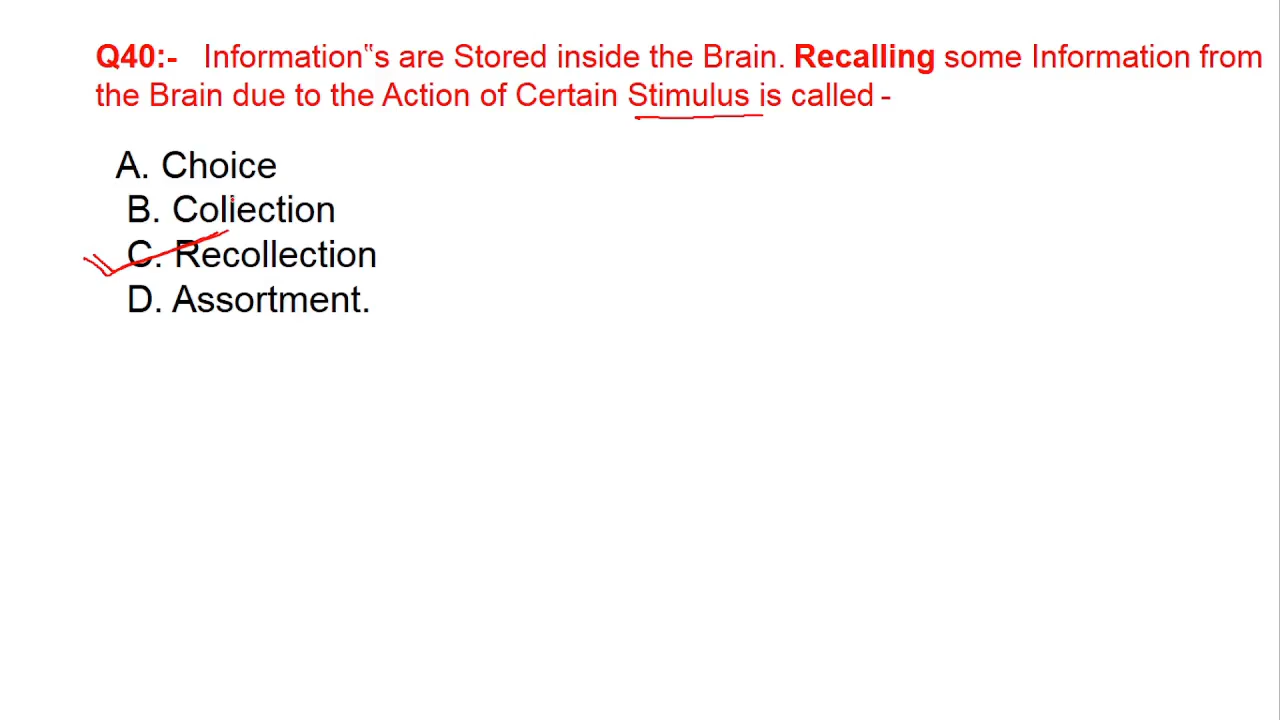 Q40:- Information‟s are Stored inside the Brain. Recalling some Information from
the Brain due to the Action of Certain Stimulus is called -
A. Choice
B. Collection
C. Recollection
D. Assortment.